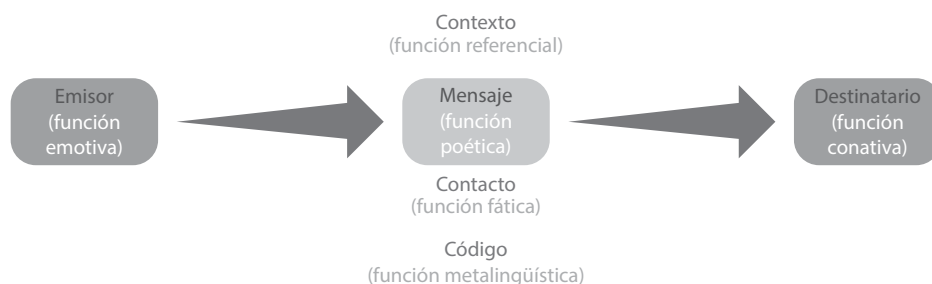 Contexto
(función referencial)
Emisor
(función
emotiva)
Mensaje
(función
poética)
Destinatario
(función
conativa)
Contacto
(función fática)
Código
(función metalingüística)